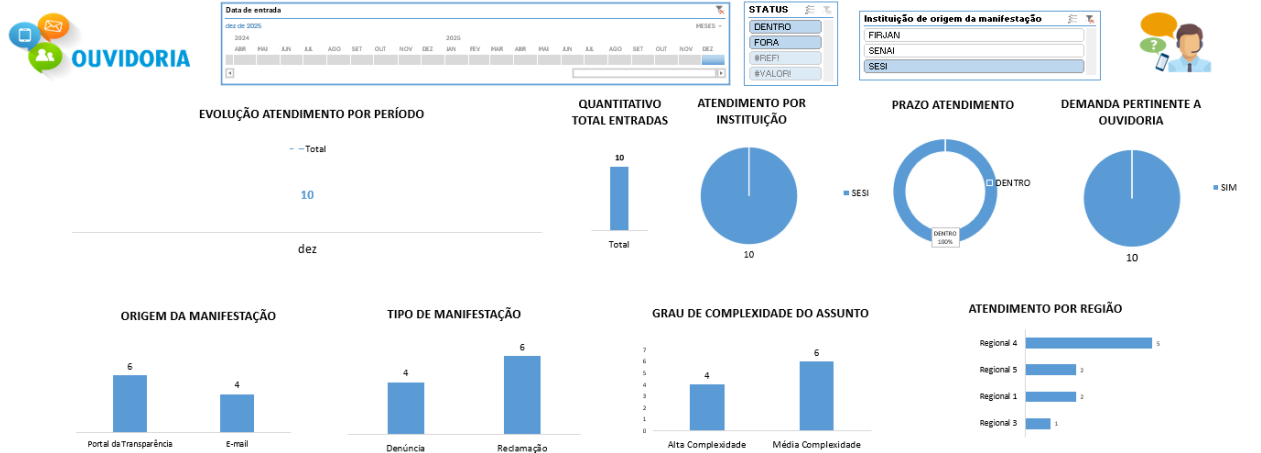 OUVIDORIA
Data de entrada
dez de 2025
MESES
2024
2025
ABR MAI JUN JUL AGO SET OUT NOV DEZ JAN FEV MAR ABR MAI JUN JUL AGO SET OUT NOV DEZ
STATUS
DENTRO
FORA
#REF!
#VALOR!
Instituição de origem da manifestação
FIRJAN
SENAI
SESI
EVOLUÇÃO ATENDIMENTO POR PERÍODO
Total
10
dez
QUANTITATIVO
TOTAL ENTRADAS
10
Total
ATENDIMENTO POR
INSTITUIÇÃO
SESI
10
PRAZO ATENDIMENTO
DENTRO
DENTRO
100%
DEMANDA PERTINENTE A
OUVIDORIA
SIM
10
ORIGEM DA MANIFESTAÇÃO
6
4
Portal da Transparência
E-mail
TIPO DE MANIFESTAÇÃO
4
6
Denúncia
Reclamação
GRAU DE COMPLEXIDADE DO ASSUNTO
7
6
5
4
3
2
1
0
4
6
Alta Complexidade
Média Complexidade
ATENDIMENTO POR REGIÃO
Regional 4 5
Regional 5 2
Regional 1 2
Regional 3 1